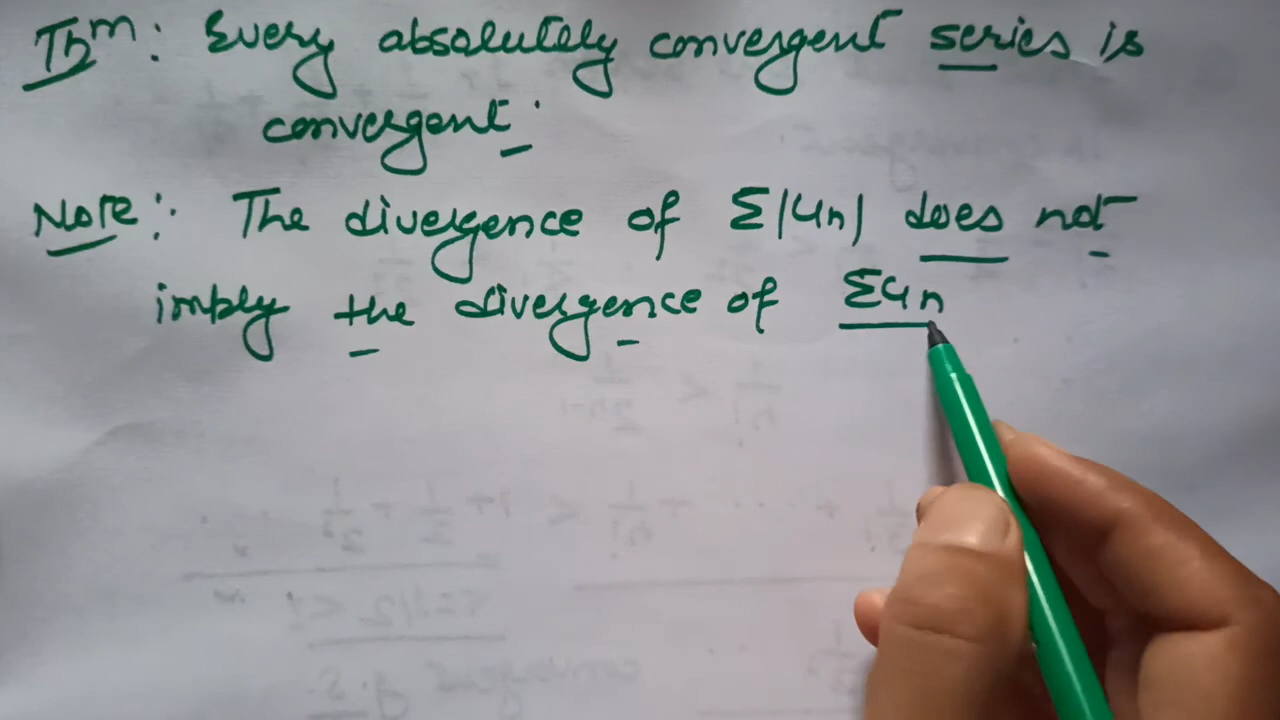 Thm: Every absolutely convergent series is
convergent.
Note: The divergence of Σ|un| does not
imply the divergence of Σun